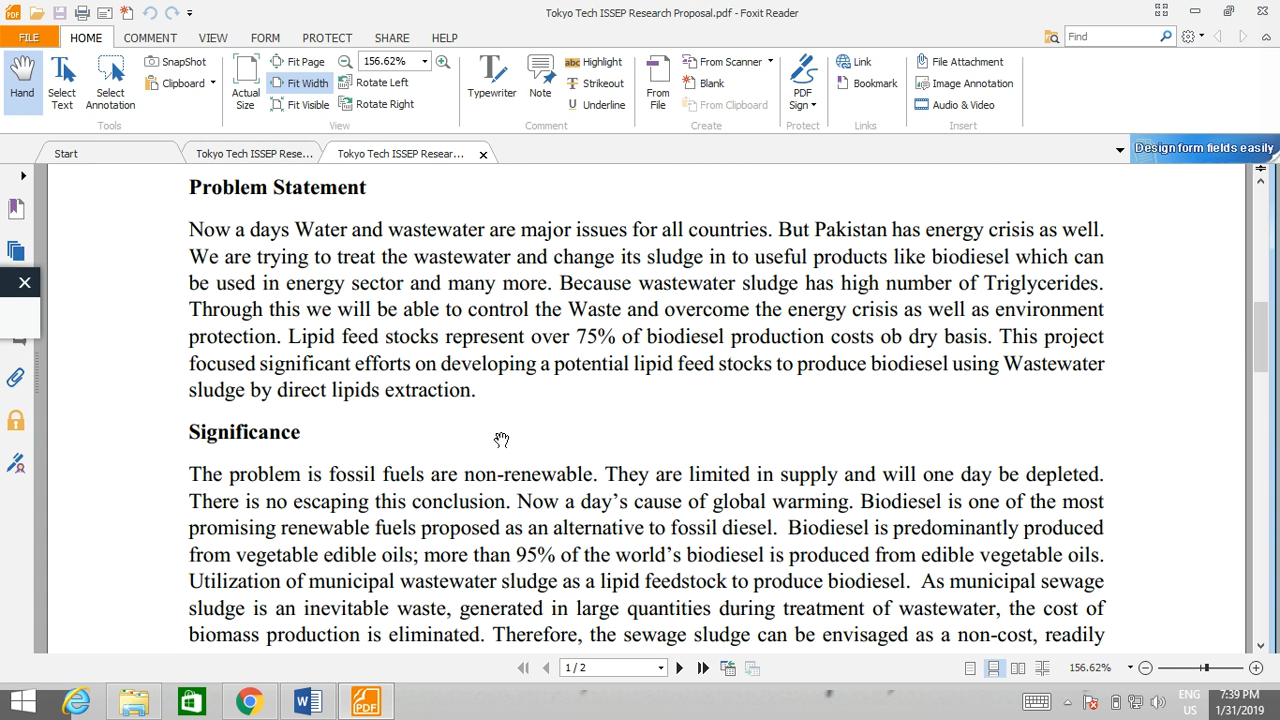 Tokyo Tech ISSEP Research Proposal.pdf - Foxit Reader
FILE HOME COMMENT VIEW FORM PROTECT SHARE HELP Find
Hand
Select Text
Select Annotation
SnapShot
Clipboard
Tools
Actual Size
Fit Page
Fit Width
Fit Visible
156.62%
Rotate Left
Rotate Right
View
Typewriter
Note
Highlight
Strikeout
Underline
Comment
From File
From Scanner
Blank
From Clipboard
Create
PDF Sign
Protect
Link
Bookmark
Links
File Attachment
Image Annotation
Audio & Video
Insert
Start Tokyo Tech ISSEP Rese... Tokyo Tech ISSEP Resear... Design form fields easily
Problem Statement
Now a days Water and wastewater are major issues for all countries. But Pakistan has energy crisis as well.
We are trying to treat the wastewater and change its sludge in to useful products like biodiesel which can
be used in energy sector and many more. Because wastewater sludge has high number of Triglycerides.
Through this we will be able to control the Waste and overcome the energy crisis as well as environment
protection. Lipid feed stocks represent over 75% of biodiesel production costs ob dry basis. This project
focused significant efforts on developing a potential lipid feed stocks to produce biodiesel using Wastewater
sludge by direct lipids extraction.
Significance
The problem is fossil fuels are non-renewable. They are limited in supply and will one day be depleted.
There is no escaping this conclusion. Now a day's cause of global warming. Biodiesel is one of the most
promising renewable fuels proposed as an alternative to fossil diesel. Biodiesel is predominantly produced
from vegetable edible oils; more than 95% of the world's biodiesel is produced from edible vegetable oils.
Utilization of municipal wastewater sludge as a lipid feedstock to produce biodiesel. As municipal sewage
sludge is an inevitable waste, generated in large quantities during treatment of wastewater, the cost of
biomass production is eliminated. Therefore, the sewage sludge can be envisaged as a non-cost, readily
1 / 2 156.62%
ENG US
7:39 PM
1/31/2019